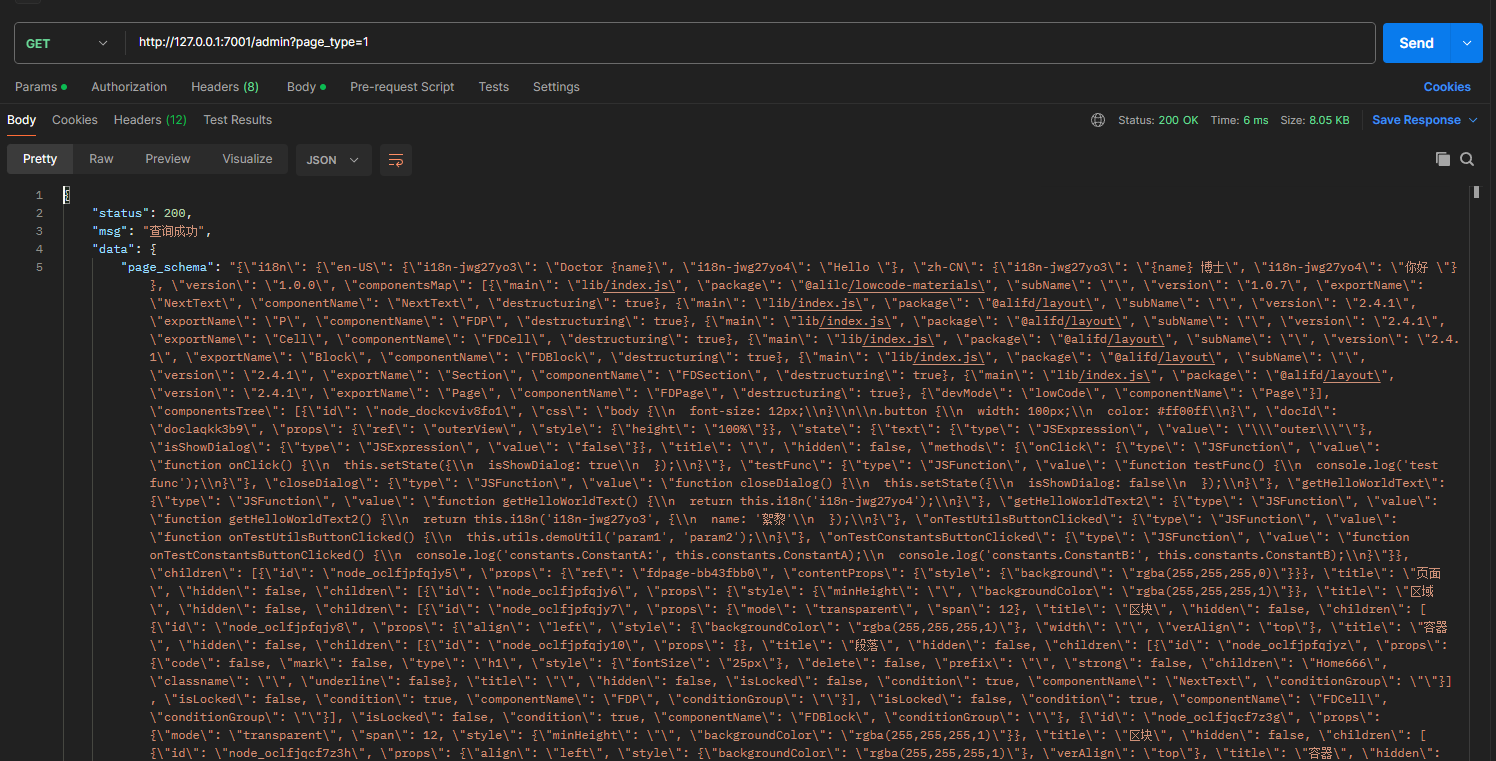 GET http://127.0.0.1:7001/admin?page_type=1 Send
Params Authorization Headers (8) Body Pre-request Script Tests Settings Cookies
Body Cookies Headers (12) Test Results Status: 200 OK Time: 6 ms Size: 8.05 KB Save Response
Pretty Raw Preview Visualize JSON
1 {
2 "status": 200,
3 "msg": "查询成功",
4 "data": {
5 "page_schema": "{\"i18n\": {\"en-US\": {\"i18n-jwg27yo3\": \"Doctor {name}\", \"i18n-jwg27yo4\": \"Hello \"}, \"zh-CN\": {\"i18n-jwg27yo3\": \"{name} 博士\", \"i18n-jwg27yo4\": \"你好 \"}
}, \"version\": \"1.0.0\", \"componentsMap\": [{\"main\": \"lib/index.js\", \"package\": \"@alilc/lowcode-materials\", \"subName\": \"\", \"version\": \"1.0.7\", \"exportName\":
\"NextText\", \"componentName\": \"NextText\", \"destructuring\": true}, {\"main\": \"lib/index.js\", \"package\": \"@alifd/layout\", \"subName\": \"\", \"version\": \"2.4.1\",
\"exportName\": \"P\", \"componentName\": \"FDP\", \"destructuring\": true}, {\"main\": \"lib/index.js\", \"package\": \"@alifd/layout\", \"subName\": \"\", \"version\": \"2.4.1\",
\"exportName\": \"Cell\", \"componentName\": \"FDCell\", \"destructuring\": true}, {\"main\": \"lib/index.js\", \"package\": \"@alifd/layout\", \"subName\": \"\", \"version\": \"2.4.
1\", \"exportName\": \"Block\", \"componentName\": \"FDBlock\", \"destructuring\": true}, {\"main\": \"lib/index.js\", \"package\": \"@alifd/layout\", \"subName\": \"\",
\"version\": \"2.4.1\", \"exportName\": \"Section\", \"componentName\": \"FDSection\", \"destructuring\": true}, {\"main\": \"lib/index.js\", \"package\": \"@alifd/layout\", 
\"version\": \"2.4.1\", \"exportName\": \"Page\", \"componentName\": \"FDPage\", \"destructuring\": true}, {\"devMode\": \"lowCode\", \"componentName\": \"Page\"}],
\"componentsTree\": [{\"id\": \"node_dockcviv8fo1\", \"css\": \"body {\\n  font-size: 12px;\\n}\\n\\n.button {\\n  width: 100px;\\n  color: #ff00ff\\n}\", \"docId\":
\"doclaqkk3b9\", \"props\": {\"ref\": \"outerView\", \"style\": {\"height\": \"100%\"}}, \"state\": {\"text\": {\"type\": \"JSExpression\", \"value\": \"\\\"outer\\\"\"},
\"isShowDialog\": {\"type\": \"JSExpression\", \"value\": \"false\"}}, \"title\": \"\", \"hidden\": false, \"methods\": {\"onClick\": {\"type\": \"JSFunction\", \"value\":
\"function onClick() {\\n  this.setState({\\n  isShowDialog: true\\n  });\\n}\"}, \"testFunc\": {\"type\": \"JSFunction\", \"value\": \"function testFunc() {\\n  console.log('test
func');\\n}\"}, \"closeDialog\": {\"type\": \"JSFunction\", \"value\": \"function closeDialog() {\\n  this.setState({\\n  isShowDialog: false\\n  });\\n}\"}, \"getHelloWorldText\":
{\"type\": \"JSFunction\", \"value\": \"function getHelloWorldText() {\\n  return this.i18n('i18n-jwg27yo4');\\n}\"}, \"getHelloWorldText2\": {\"type\": \"JSFunction\", \"value\":
\"function getHelloWorldText2() {\\n  return this.i18n('i18n-jwg27yo3', {\\n  name: '絮黎'\\n  });\\n}\"}, \"onTestUtilsButtonClicked\": {\"type\": \"JSFunction\", \"value\":
\"function onTestUtilsButtonClicked() {\\n  this.utils.demoUtil('param1', 'param2');\\n}\"}, \"onTestConstantsButtonClicked\": {\"type\": \"JSFunction\", \"value\": \"function
onTestConstantsButtonClicked() {\\n  console.log('constants.ConstantA:', this.constants.ConstantA);\\n  console.log('constants.ConstantB:', this.constants.ConstantB);\\n}\"}},
\"children\": [{\"id\": \"node_oclfjpfqjy5\", \"props\": {\"ref\": \"fdpage-bb43fbb0\", \"contentProps\": {\"style\": {\"background\": \"rgba(255,255,255,0)\"}}}, \"title\": \"页面
\", \"hidden\": false, \"children\": [{\"id\": \"node_oclfjpfqjy6\", \"props\": {\"style\": {\"minHeight\": \"\", \"backgroundColor\": \"rgba(255,255,255,1)\"}}, \"title\": \"区域
\", \"hidden\": false, \"children\": [{\"id\": \"node_oclfjpfqjy7\", \"props\": {\"mode\": \"transparent\", \"span\": 12}, \"title\": \"区块\", \"hidden\": false, \"children\": [
{\"id\": \"node_oclfjpfqjy8\", \"props\": {\"align\": \"left\", \"style\": {\"backgroundColor\": \"rgba(255,255,255,1)\"}, \"width\": \"\", \"verAlign\": \"top\"}, \"title\": \"容器
\", \"hidden\": false, \"children\": [{\"id\": \"node_oclfjpfqjy10\", \"props\": {}, \"title\": \"段落\", \"hidden\": false, \"children\": [{\"id\": \"node_oclfjpfqjyz\", \"props\":
{\"code\": false, \"mark\": false, \"type\": \"h1\", \"style\": {\"fontSize\": \"25px\"}, \"delete\": false, \"prefix\": \"\", \"strong\": false, \"children\": \"Home666\",
\"classname\": \"\", \"underline\": false}, \"title\": \"\", \"hidden\": false, \"isLocked\": false, \"condition\": true, \"componentName\": \"NextText\", \"conditionGroup\": \"\"}]
, \"isLocked\": false, \"condition\": true, \"componentName\": \"FDP\", \"conditionGroup\": \"\"}], \"isLocked\": false, \"condition\": true, \"componentName\": \"FDCell\",
\"conditionGroup\": \"\"}], \"isLocked\": false, \"condition\": true, \"componentName\": \"FDBlock\", \"conditionGroup\": \"\"}, {\"id\": \"node_oclfjqcf7z3g\", \"props\":
{\"mode\": \"transparent\", \"span\": 12, \"style\": {\"minHeight\": \"\", \"backgroundColor\": \"rgba(255,255,255,1)\"}}, \"title\": \"区块\", \"hidden\": false, \"children\": [
{\"id\": \"node_oclfjqcf7z3h\", \"props\": {\"align\": \"left\", \"style\": {\"backgroundColor\": \"rgba(255,255,255,1)\"}, \"verAlign\": \"top\"}, \"title\": \"容器\", \"hidden\":